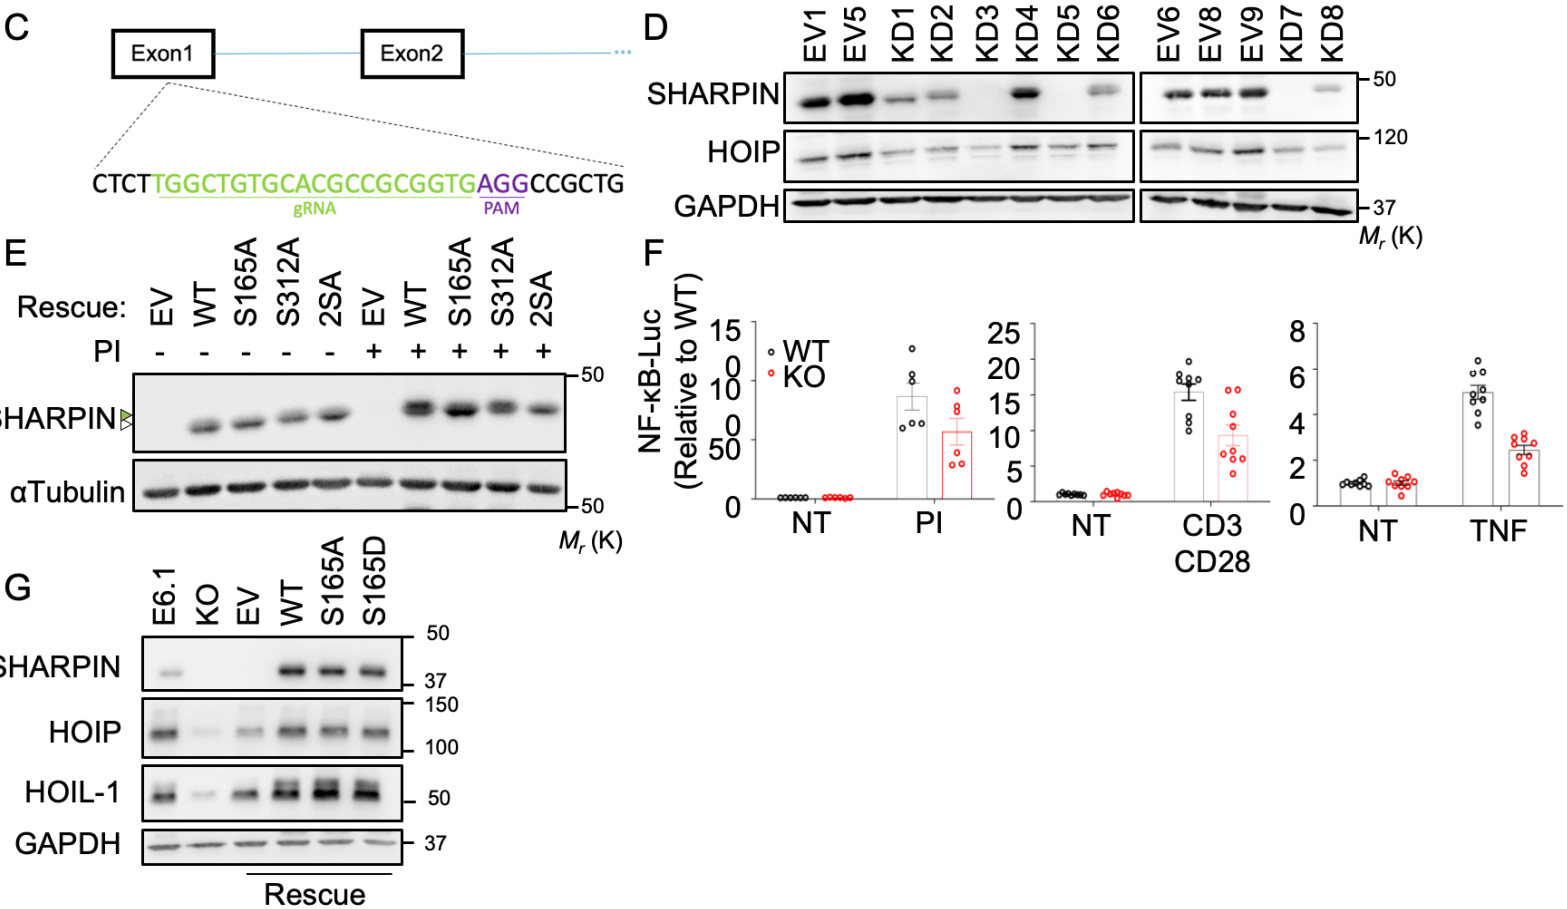 C
Exon1
Exon2
...
CTCTTGGCTGTGCACGCCGCGGTGAGGCCGCTG
gRNA
PAM
D
EV1 EV5 KD1 KD2 KD3 KD4 KD5 KD6 EV6 EV8 EV9 KD7 KD8
SHARPIN
50
HOIP
120
GAPDH
37
Mr (K)
E
Rescue: EV WT S165A S312A 2SA EV WT S165A S312A 2SA
PI - - - - - + + + + +
50
SHARPIN
αTubulin
50
Mr (K)
F
NF-κB-Luc
(Relative to WT)
15
0
10
0
50
0
WT
KO
NT PI
25
20
15
10
5
0
NT CD3
CD28
8
6
4
2
0
NT TNF
G
E6.1 KO EV WT S165A S165D
SHARPIN
50
37
HOIP
150
100
HOIL-1
50
GAPDH
37
Rescue